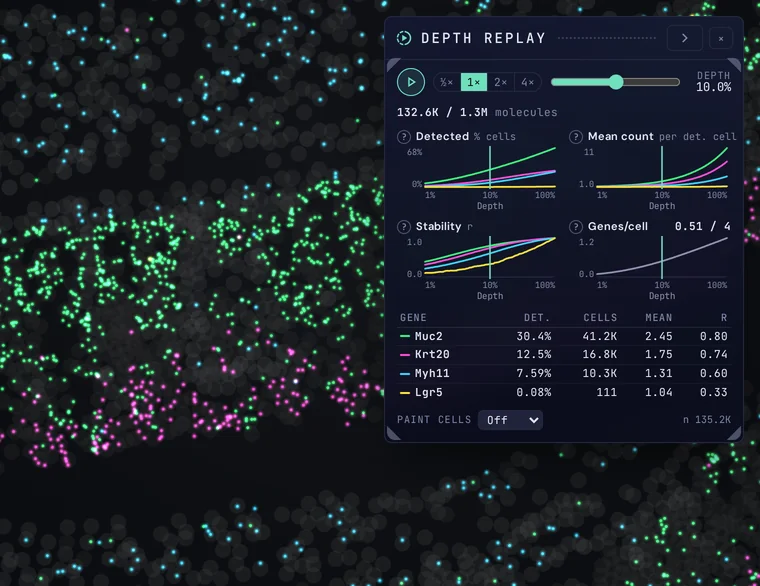 DEPTH REPLAY
½× 1× 2× 4×
DEPTH
10.0%
132.6K / 1.3M molecules
? Detected % cells
68%
0%
1% 10% 100%
Depth
? Mean count per det. cell
11
1.0
1% 10% 100%
Depth
? Stability r
1.0
0.0
1% 10% 100%
Depth
? Genes/cell 0.51 / 4
1.2
0.0
1% 10% 100%
Depth
GENE DET. CELLS MEAN R
Muc2 30.4% 41.2K 2.45 0.80
Krt20 12.5% 16.8K 1.75 0.74
Myh11 7.59% 10.3K 1.31 0.60
Lgr5 0.08% 111 1.04 0.33
PAINT CELLS Off n 135.2K